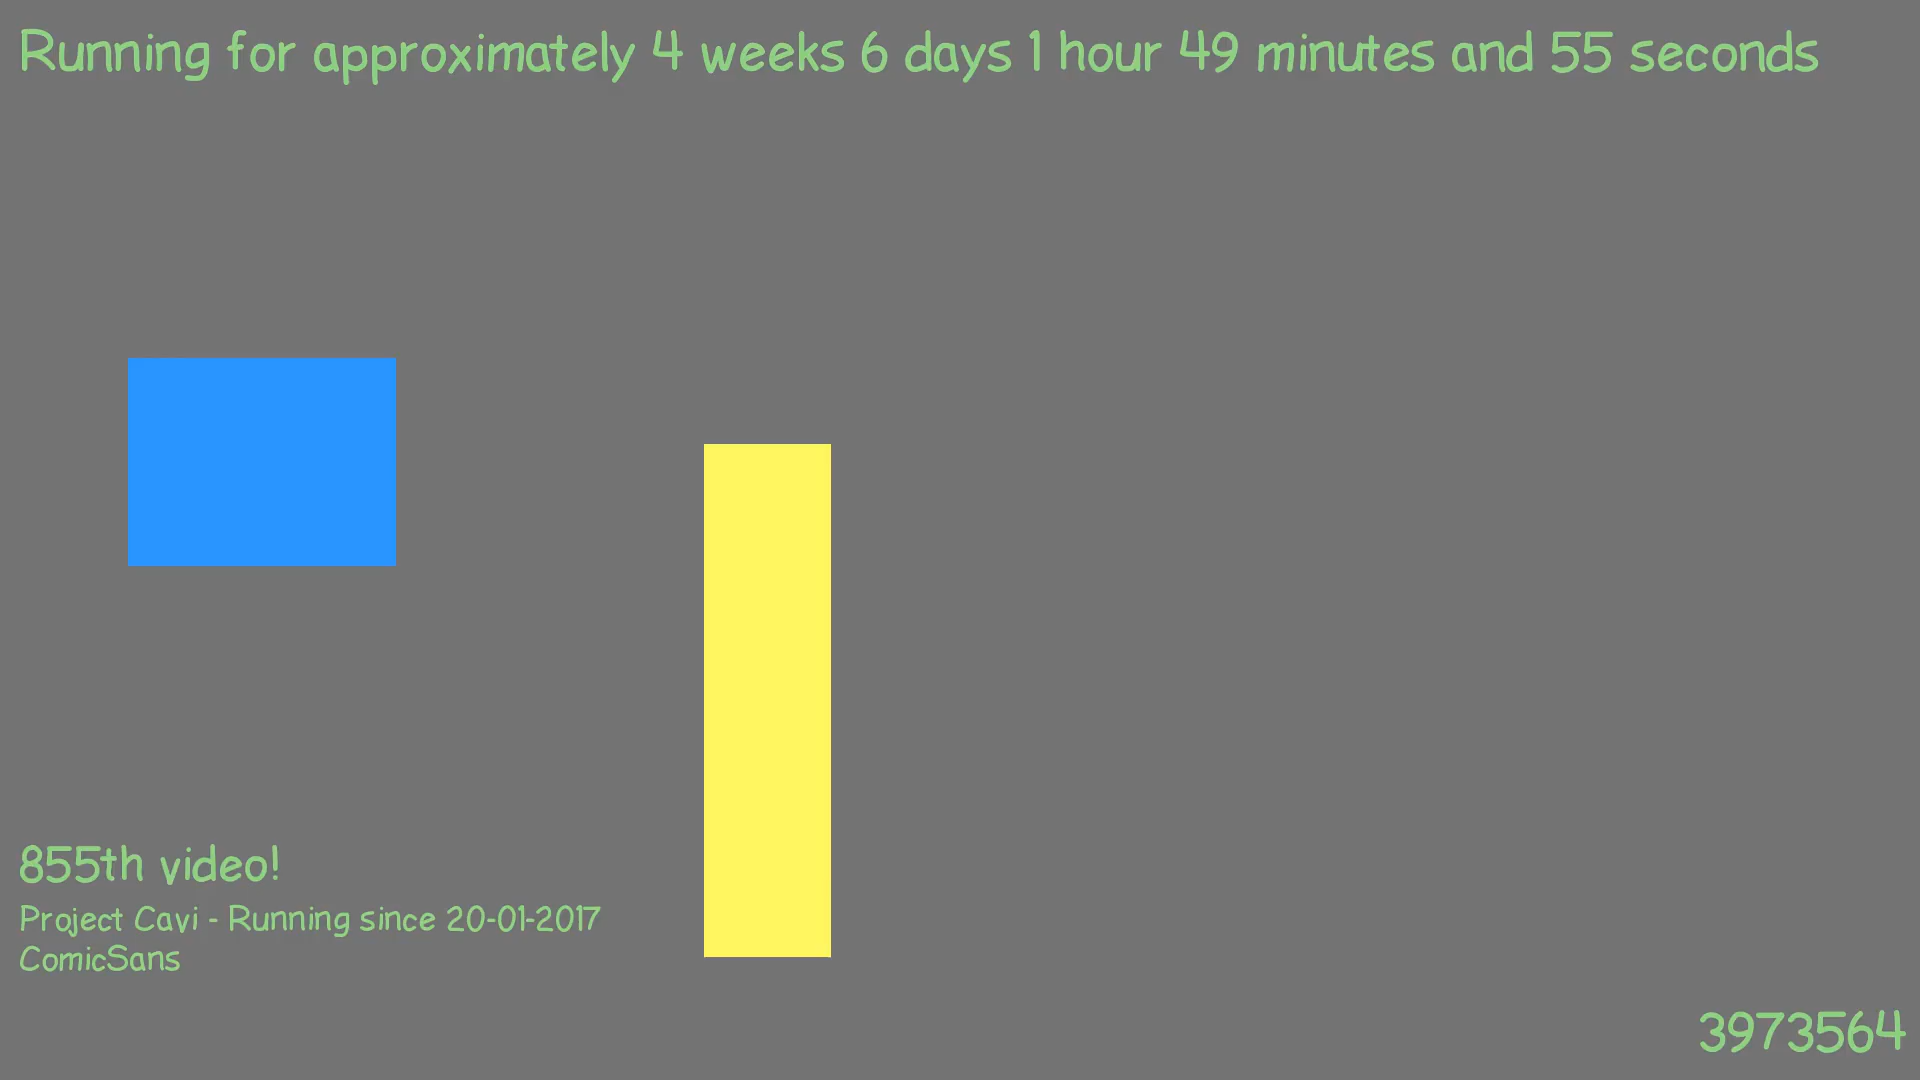 Running for approximately 4 weeks 6 days 1 hour 49 minutes and 55 seconds
855th video!
Project Cavi - Running since 20-01-2017
ComicSans
3973564